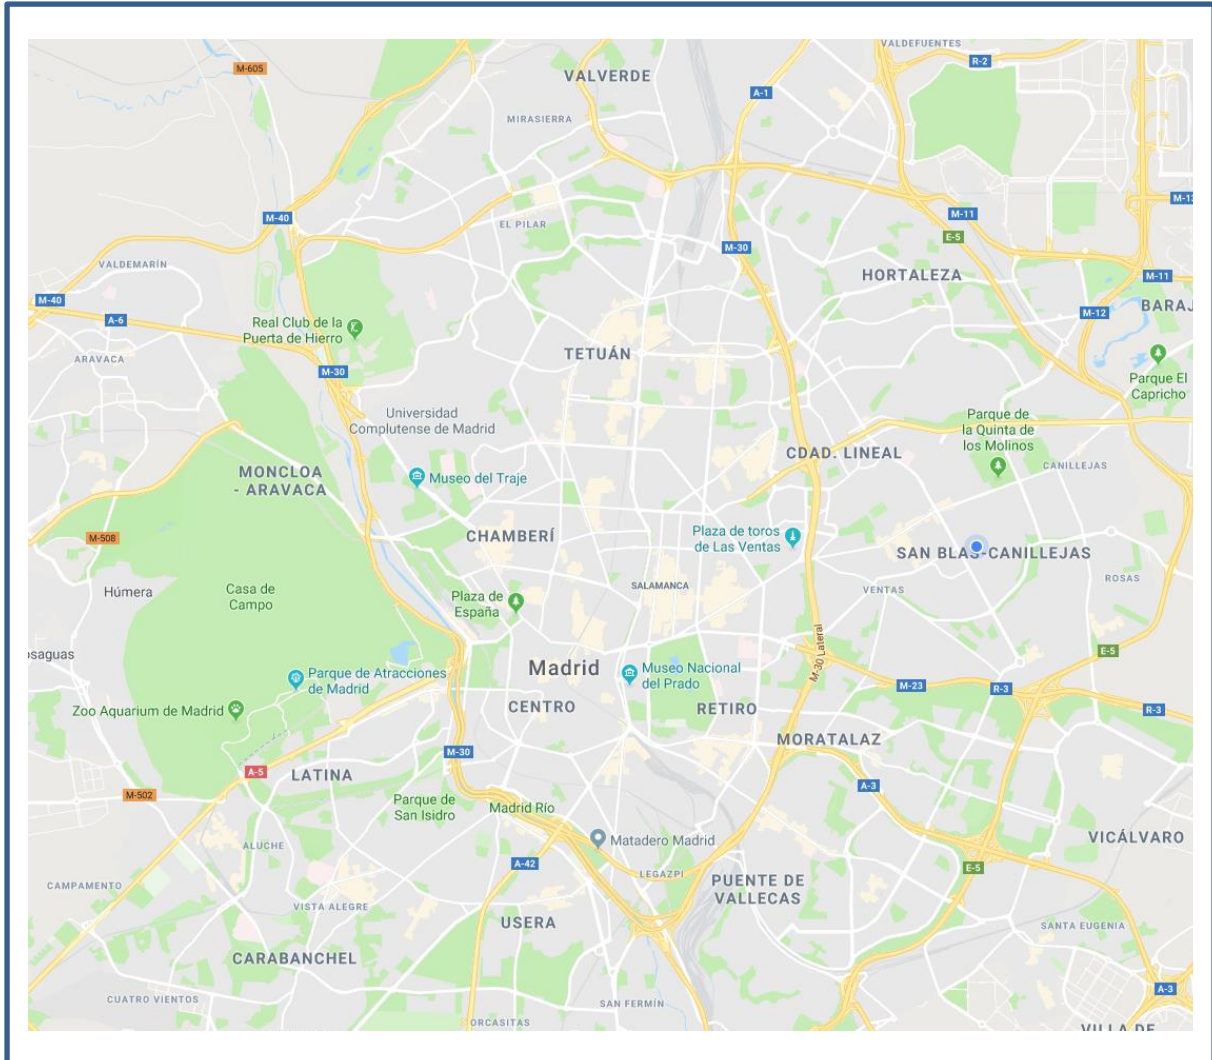 VALDEFUENTES
M-605
R-2
VALVERDE
A-1
MIRASIERRA
M-40
EL PILAR
M-11
E-5
M-30
VALDEMARÍN
HORTALEZA
M-11
M-40
A-6
Real Club de la
Puerta de Hierro
M-12
ARAVACA
TETUÁN
M-30
Parque El
Capricho
Universidad
Complutense de Madrid
Parque de
la Quinta de
los Molinos
CDAD. LINEAL
CANILLEJAS
MONCLOA
- ARAVACA
Museo del Traje
M-508
CHAMBERÍ
Plaza de toros
de Las Ventas
SAN BLAS-CANILLEJAS
ROSAS
Húmera
Casa de
Campo
Plaza de
España
SALAMANCA
VENTAS
M-30 Lateral
E-5
Parque de Atracciones
de Madrid
Madrid
Museo Nacional
del Prado
M-23
R-3
Zoo Aquarium de Madrid
CENTRO
RETIRO
R-3
MORATALAZ
M-30
A-5
LATINA
A-3
M-502
Parque de
San Isidro
Madrid Río
Matadero Madrid
VICÁLVARO
ALUCHE
A-42
LEGAZPI
E-5
CAMPAMENTO
PUENTE DE
VALLECAS
VISTA ALEGRE
USERA
SANTA EUGENIA
CARABANCHEL
CUATRO VIENTOS
SAN FERMÍN
A-3
ORCASITAS